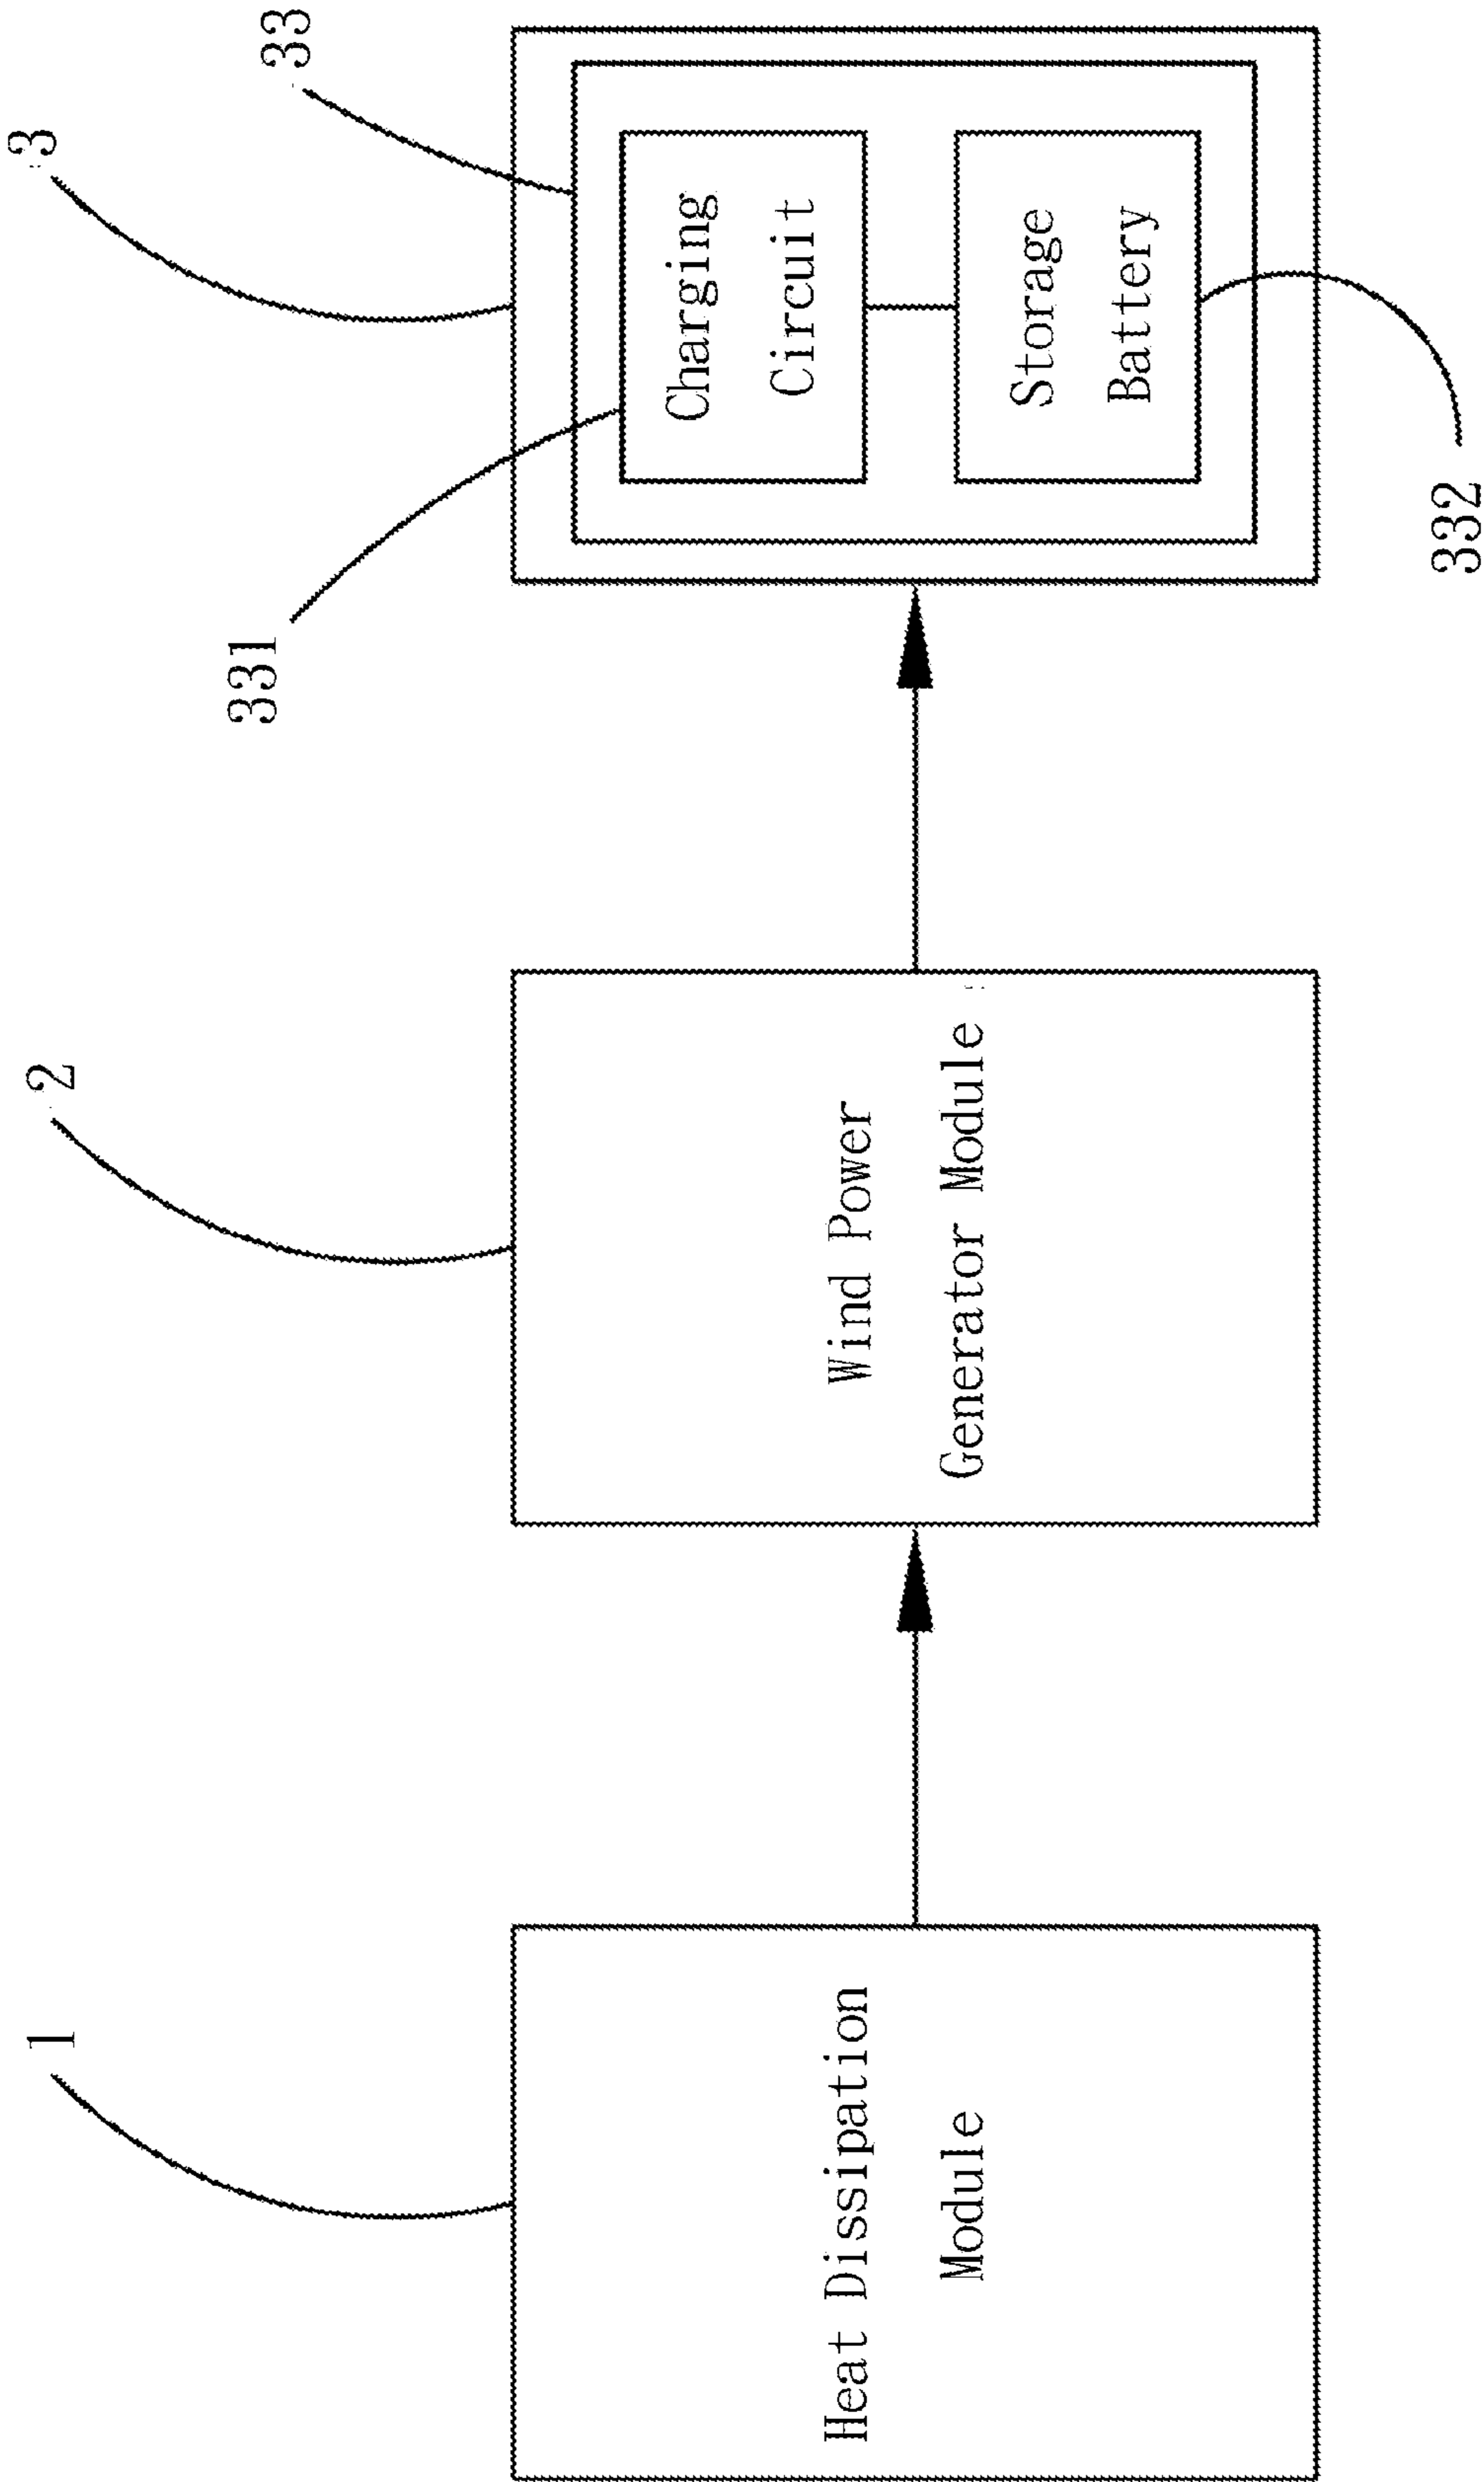 1
2
3
33
331
Heat Dissipation
Module
Wind Power
Generator Module
Charging
Circuit
Storage
Battery
332